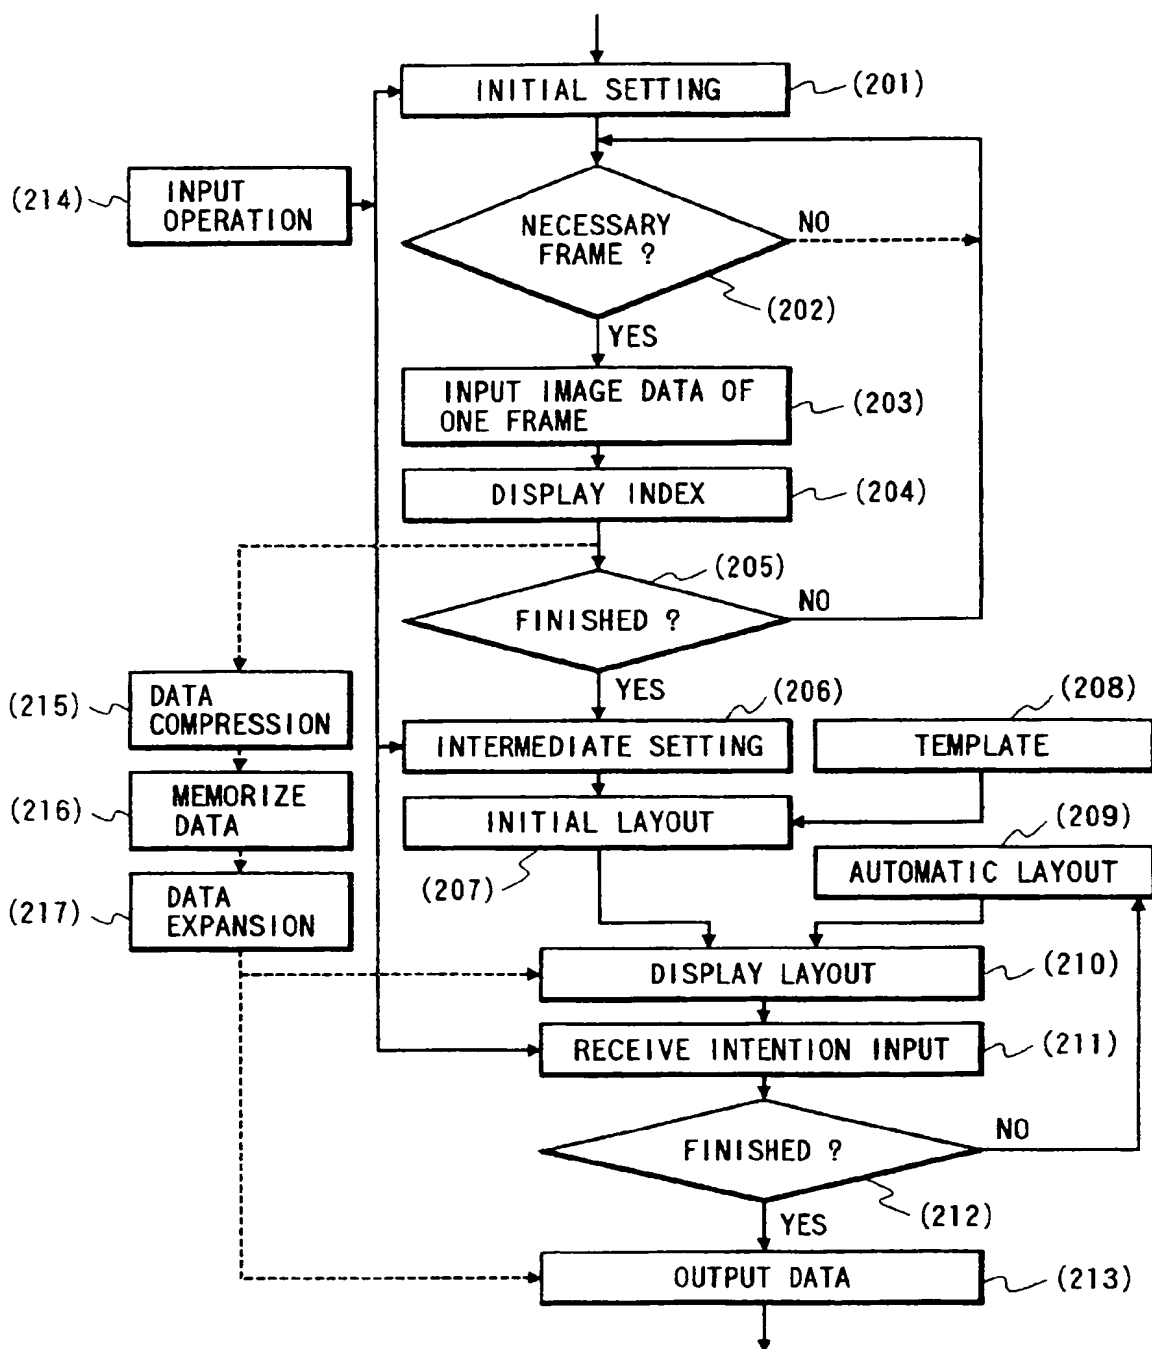 INITIAL SETTING
(201)
(214)
INPUT
OPERATION
NECESSARY
FRAME ?
NO
(202)
YES
INPUT IMAGE DATA OF
ONE FRAME
(203)
DISPLAY INDEX
(204)
(205)
FINISHED ?
NO
YES
(215)
DATA
COMPRESSION
(206)
(208)
INTERMEDIATE SETTING
TEMPLATE
(216)
MEMORIZE
DATA
INITIAL LAYOUT
(209)
(207)
AUTOMATIC LAYOUT
(217)
DATA
EXPANSION
DISPLAY LAYOUT
(210)
RECEIVE INTENTION INPUT
(211)
FINISHED ?
NO
(212)
YES
OUTPUT DATA
(213)